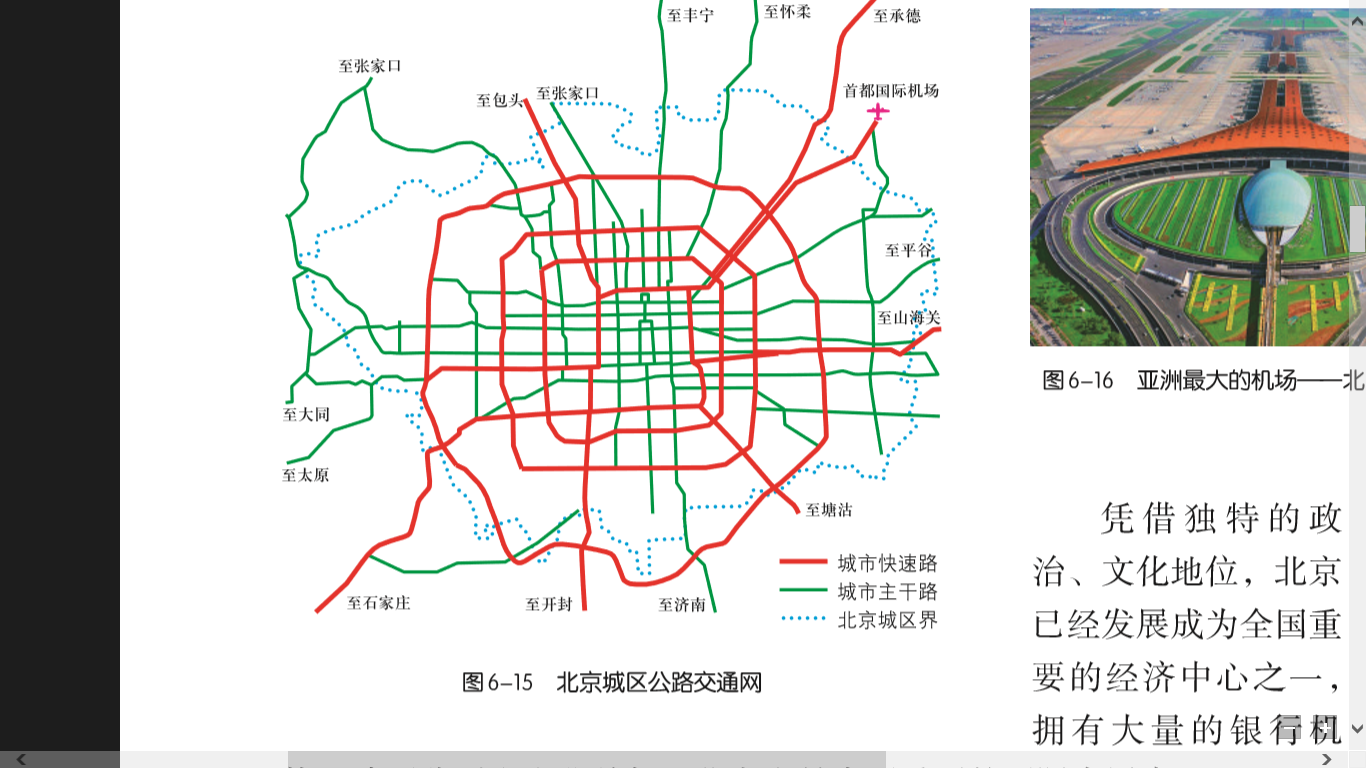 至丰宁
至怀柔
至承德
至张家口
至包头
至张家口
首都国际机场
至平谷
至山海关
至大同
至太原
至塘沽
至石家庄
至开封
至济南
城市快速路
城市主干路
北京城区界
图6-15 北京城区公路交通网
图6-16 亚洲最大的机场——北
凭借独特的政
治、文化地位，北京
已经发展成为全国重
要的经济中心之一，
拥有大量的银行机